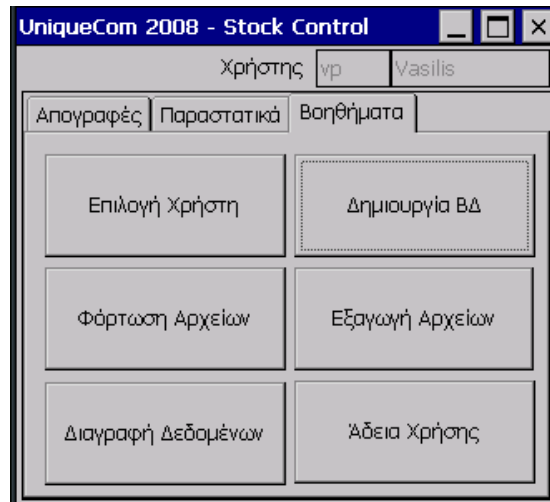 UniqueCom 2008 - Stock Control
Χρήστης vp Vasilis
Απογραφές Παραστατικά Βοηθήματα
Επιλογή Χρήστη Δημιουργία ΒΔ
Φόρτωση Αρχείων Εξαγωγή Αρχείων
Διαγραφή Δεδομένων Άδεια Χρήσης